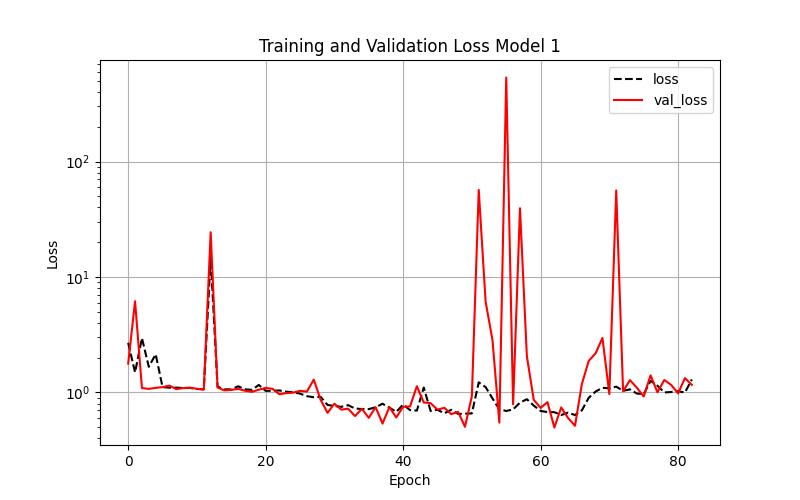 Training and Validation Loss Model 1
loss
val_loss
10²
10¹
10⁰
Loss
0 20 40 60 80
Epoch